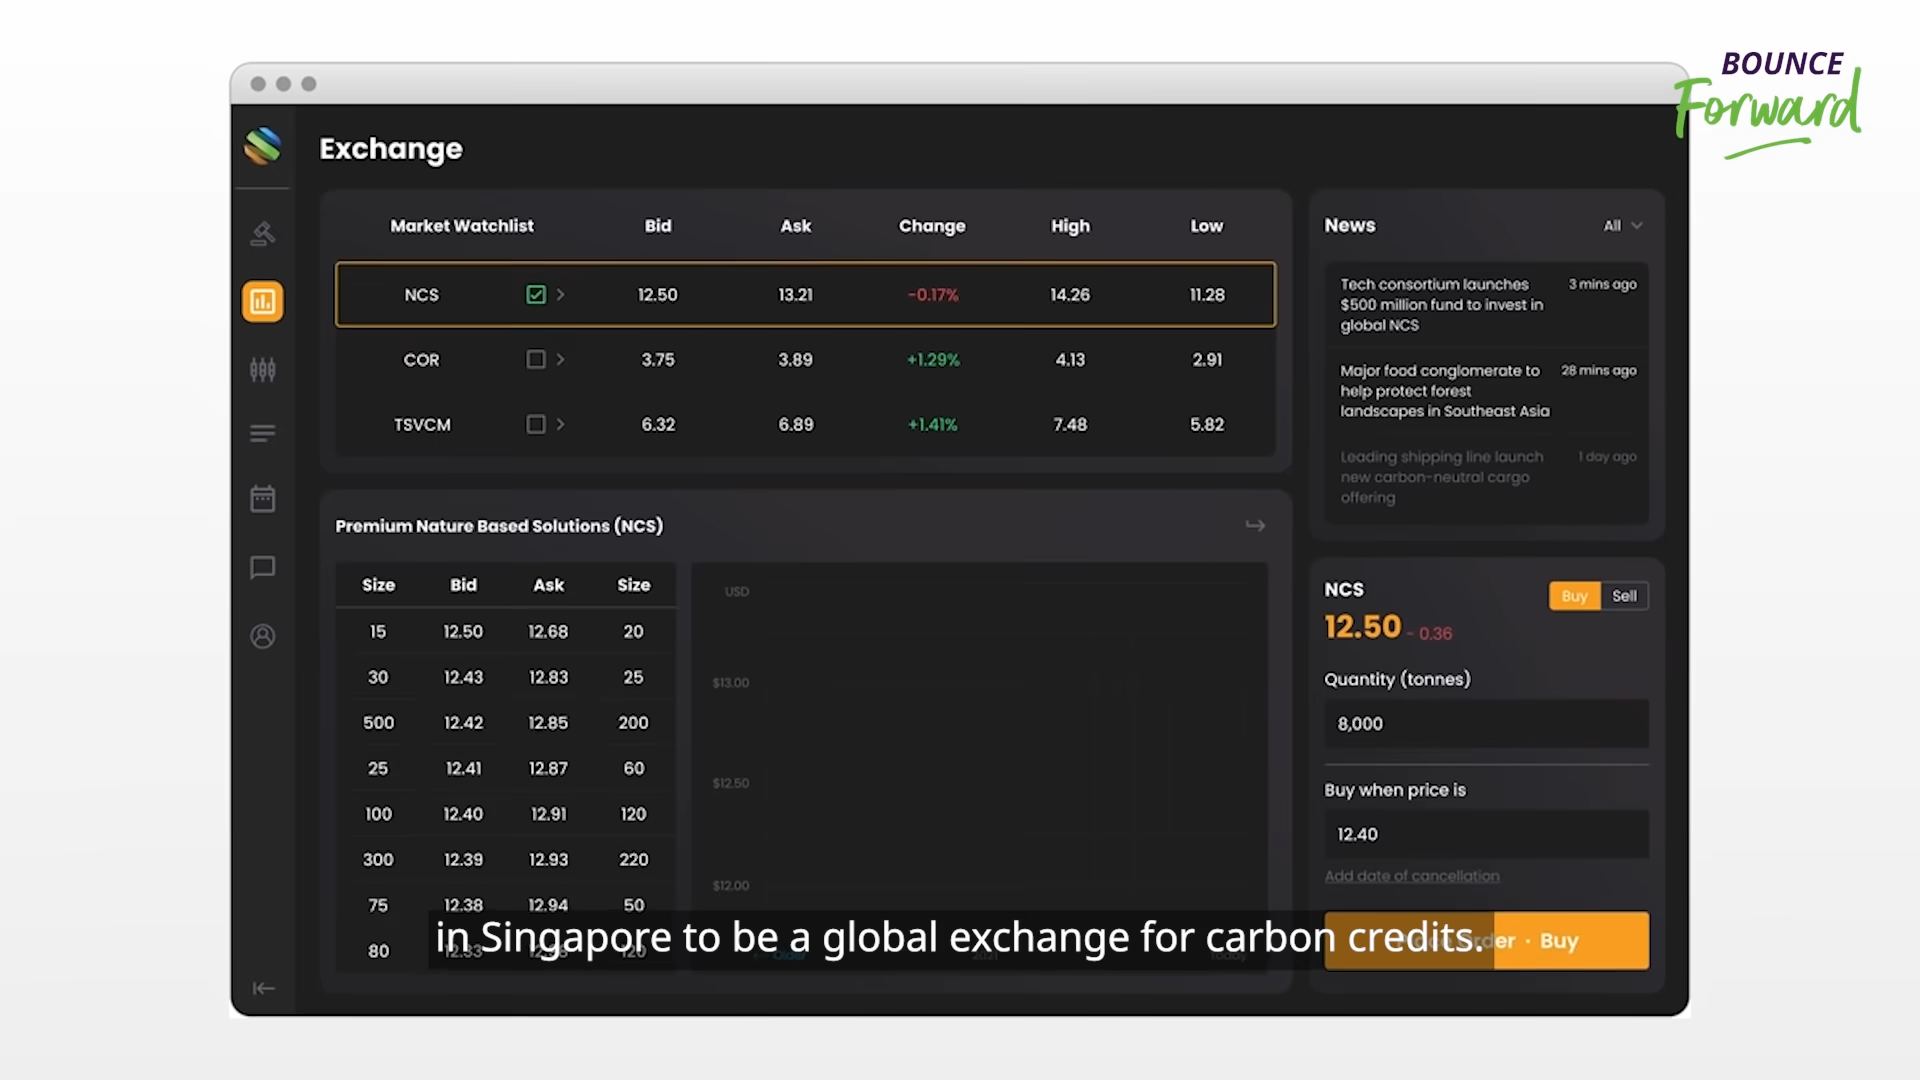 BOUNCE
Forward
Exchange
Market Watchlist Bid Ask Change High Low
NCS 12.50 13.21 -0.17% 14.26 11.28
COR 3.75 3.89 +1.29% 4.13 2.91
TSVCM 6.32 6.89 +1.41% 7.48 5.82
News All
Tech consortium launches 3 mins ago
$500 million fund to invest in
global NCS
Major food conglomerate to 28 mins ago
help protect forest
landscapes in Southeast Asia
Leading shipping line launch 1 day ago
new carbon-neutral cargo
offering
Premium Nature Based Solutions (NCS)
Size Bid Ask Size
15 12.50 12.68 20
30 12.43 12.83 25
500 12.42 12.85 200
25 12.41 12.87 60
100 12.40 12.91 120
300 12.39 12.93 220
75 12.38 12.94 50
80 12.33 120
USD
$13.00
$12.50
$12.00
Older 2021 Today
NCS Buy Sell
12.50 - 0.36
Quantity (tonnes)
8,000
Buy when price is
12.40
Add date of cancellation
Order · Buy
in Singapore to be a global exchange for carbon credits.